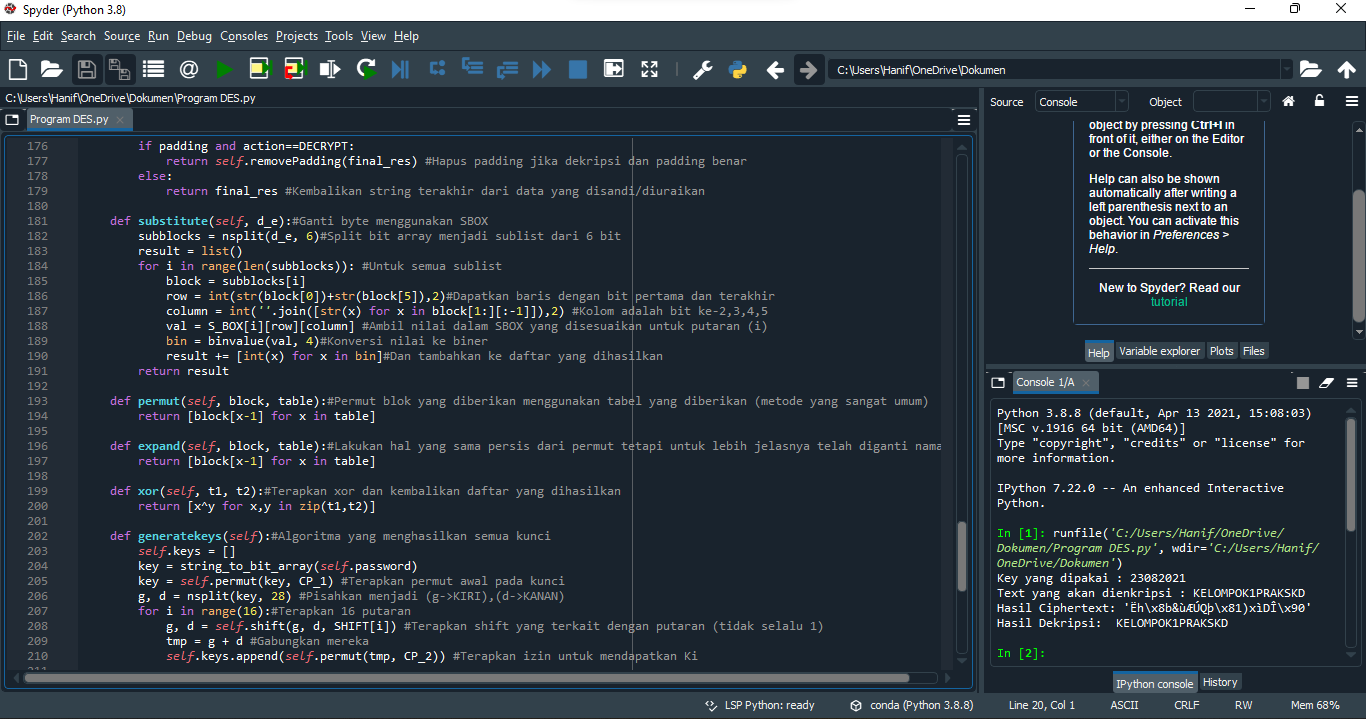 Spyder (Python 3.8)
File Edit Search Source Run Debug Consoles Projects Tools View Help
C:\Users\Hanif\OneDrive\Dokumen
C:\Users\Hanif\OneDrive\Dokumen\Program DES.py
Program DES.py
176 if padding and action==DECRYPT:
177 return self.removePadding(final_res) #Hapus padding jika dekripsi dan padding benar
178 else:
179 return final_res #Kembalikan string terakhir dari data yang disandi/diuraikan
180
181 def substitute(self, d_e):#Ganti byte menggunakan SBOX
182 subblocks = nsplit(d_e, 6)#Split bit array menjadi sublist dari 6 bit
183 result = list()
184 for i in range(len(subblocks)): #Untuk semua sublist
185 block = subblocks[i]
186 row = int(str(block[0])+str(block[5]),2)#Dapatkan baris dengan bit pertama dan terakhir
187 column = int(''.join([str(x) for x in block[1:][:-1]]),2) #Kolom adalah bit ke-2,3,4,5
188 val = S_BOX[i][row][column] #Ambil nilai dalam SBOX yang disesuaikan untuk putaran (i)
189 bin = binvalue(val, 4)#Konversi nilai ke biner
190 result += [int(x) for x in bin]#Dan tambahkan ke daftar yang dihasilkan
191 return result
192
193 def permut(self, block, table):#Permut blok yang diberikan menggunakan tabel yang diberikan (metode yang sangat umum)
194 return [block[x-1] for x in table]
195
196 def expand(self, block, table):#Lakukan hal yang sama persis dari permut tetapi untuk lebih jelasnya telah diganti nama
197 return [block[x-1] for x in table]
198
199 def xor(self, t1, t2):#Terapkan xor dan kembalikan daftar yang dihasilkan
200 return [x^y for x,y in zip(t1,t2)]
201
202 def generatekeys(self):#Algoritma yang menghasilkan semua kunci
203 self.keys = []
204 key = string_to_bit_array(self.password)
205 key = self.permut(key, CP_1) #Terapkan permut awal pada kunci
206 g, d = nsplit(key, 28) #Pisahkan menjadi (g->KIRI),(d->KANAN)
207 for i in range(16):#Terapkan 16 putaran
208 g, d = self.shift(g, d, SHIFT[i]) #Terapkan shift yang terkait dengan putaran (tidak selalu 1)
209 tmp = g + d #Gabungkan mereka
210 self.keys.append(self.permut(tmp, CP_2)) #Terapkan izin untuk mendapatkan Ki
Source Console Object
object by pressing Ctrl+I in
front of it, either on the Editor
or the Console.
Help can also be shown
automatically after writing a
left parenthesis next to an
object. You can activate this
behavior in Preferences >
Help.
New to Spyder? Read our
tutorial
Help Variable explorer Plots Files
Console 1/A
Python 3.8.8 (default, Apr 13 2021, 15:08:03)
[MSC v.1916 64 bit (AMD64)]
Type "copyright", "credits" or "license" for
more information.
IPython 7.22.0 -- An enhanced Interactive
Python.
In [1]: runfile('C:/Users/Hanif/OneDrive/
Dokumen/Program DES.py', wdir='C:/Users/Hanif/
OneDrive/Dokumen')
Key yang dipakai : 23082021
Text yang akan dienkripsi : KELOMPOK1PRAKSKD
Hasil Ciphertext: 'Ëh\x8b&ùÆÚQþ\x81)xìDÎ\x90'
Hasil Dekripsi: KELOMPOK1PRAKSKD
In [2]:
IPython console History
LSP Python: ready conda (Python 3.8.8) Line 20, Col 1 ASCII CRLF RW Mem 68%